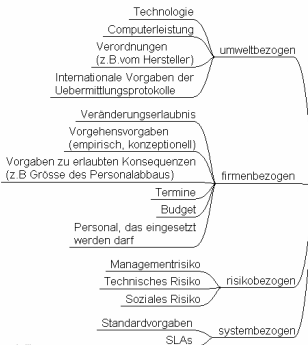 Technologie
Computerleistung
Verordnungen
(z.B.vom Hersteller)
Internationale Vorgaben der
Uebermittlungsprotokolle
umweltbezogen
Veränderungserlaubnis
Vorgehensvorgaben
(empirisch, konzeptionell)
Vorgaben zu erlaubten Konsequenzen
(z.B Grösse des Personalabbaus)
Termine
Budget
Personal, das eingesetzt
werden darf
firmenbezogen
Managementrisiko
Technisches Risiko
Soziales Risiko
risikobezogen
Standardvorgaben
SLAs
systembezogen